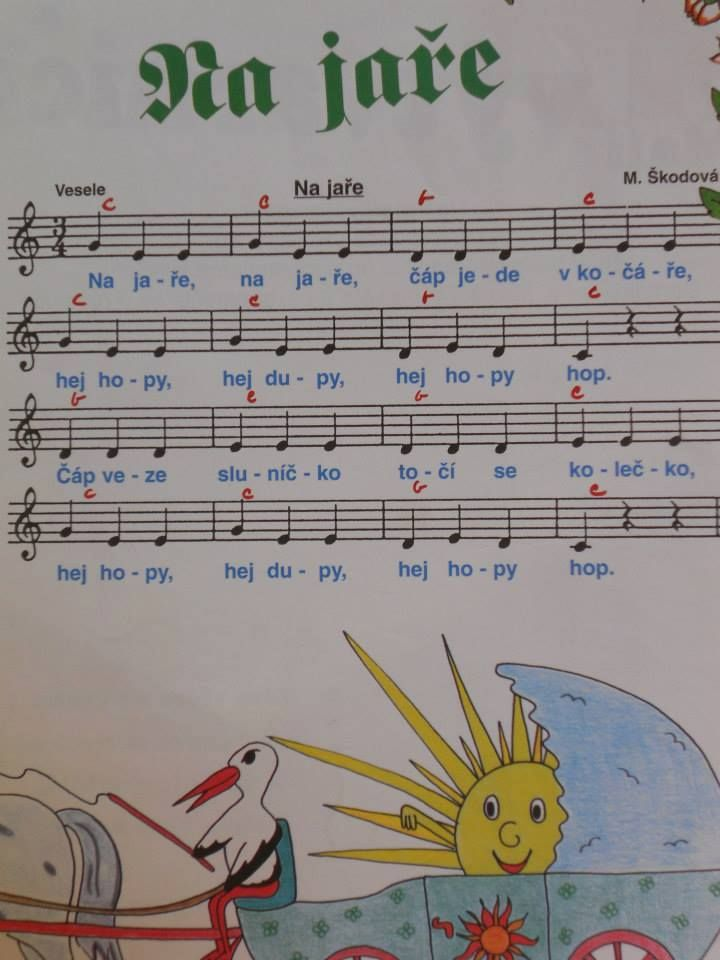 Na jaře
Vesele
Na jaře
M. Škodová
C C G C
3
4
Na ja - ře, na ja - ře, čáp je - de v ko - čá - ře,
C C G C
hej ho - py, hej du - py, hej ho - py hop.
G C G C
Čáp ve - ze slu - níč - ko to - čí se ko - leč - ko,
C C G C
hej ho - py, hej du - py, hej ho - py hop.